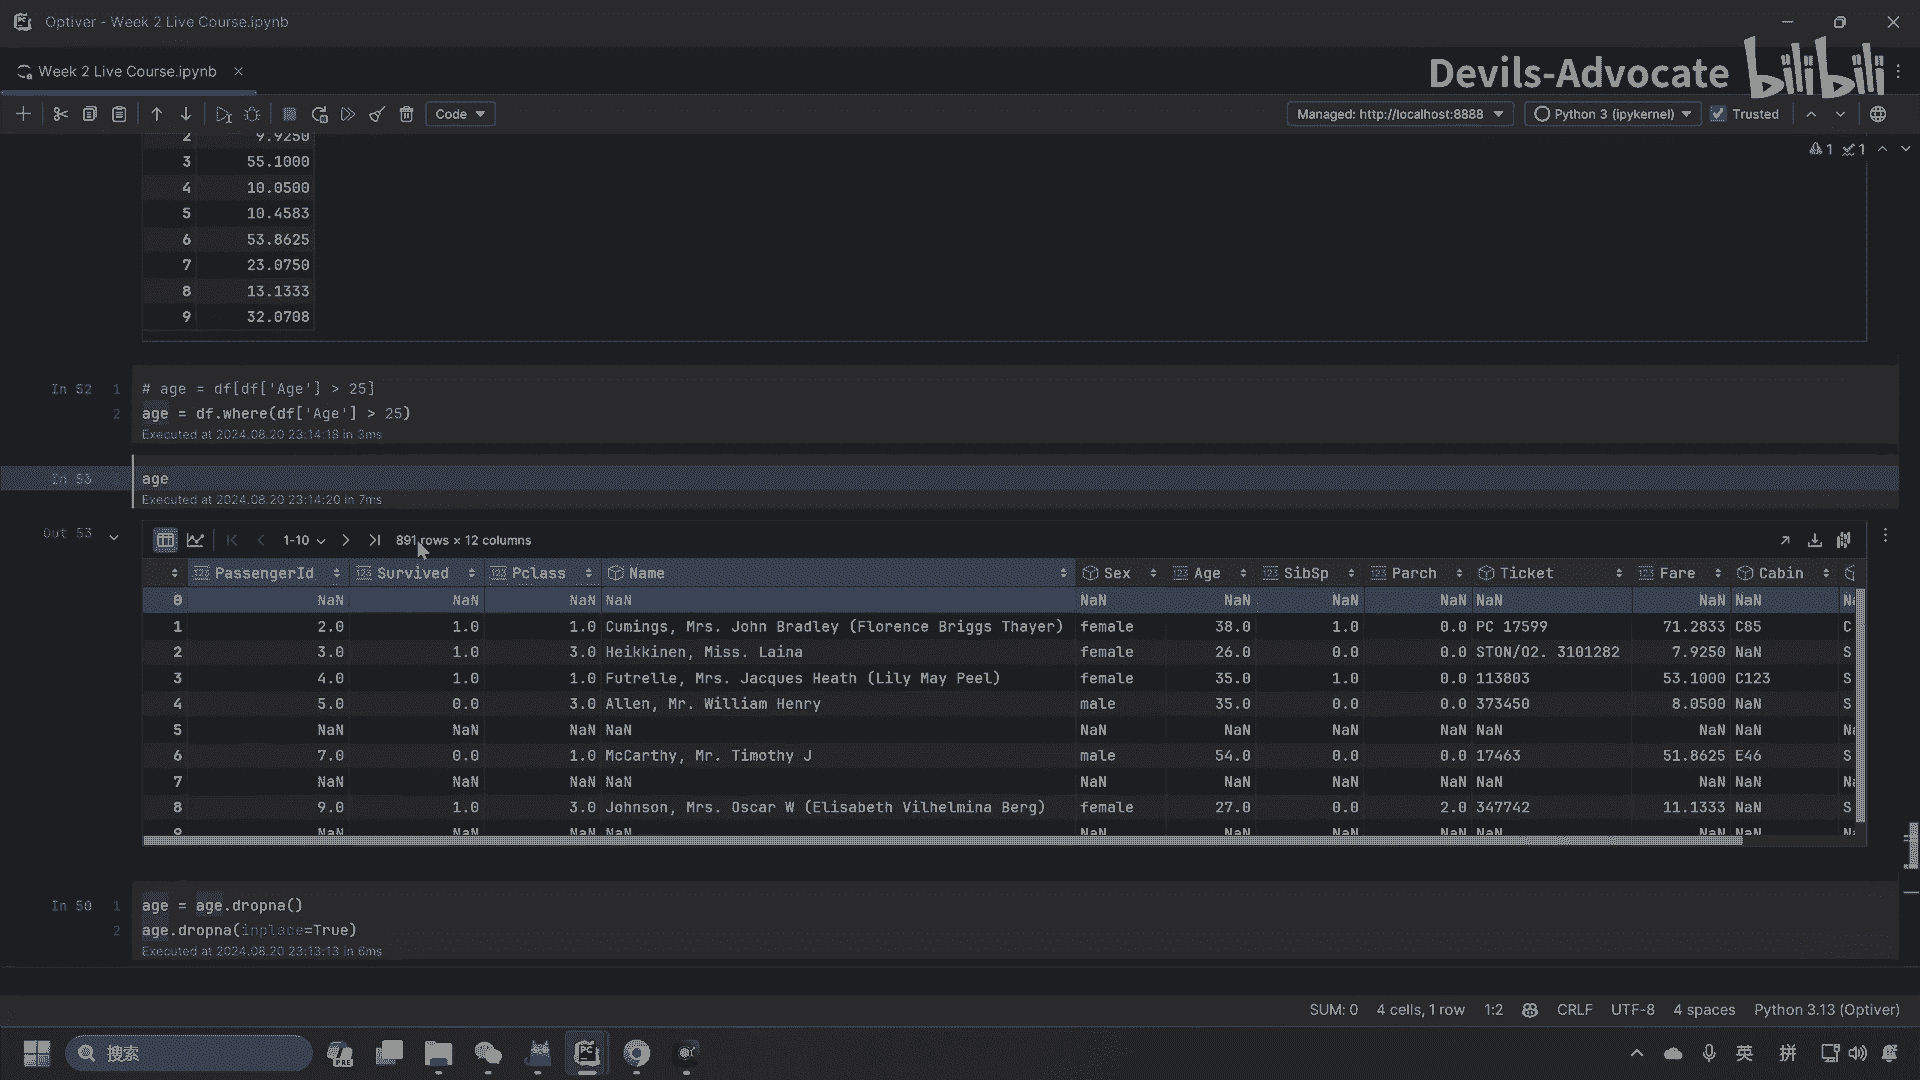 Optiver - Week 2 Live Course.ipynb
Week 2 Live Course.ipynb
Devils-Advocate bilibili
Code
Managed: http://localhost:8888
Python 3 (ipykernel)
Trusted
1 1
2 9.9250
3 55.1000
4 10.0500
5 10.4583
6 53.8625
7 23.0750
8 13.1333
9 32.0708
In 52 1 # age = df[df['Age'] > 25]
2 age = df.where(df['Age'] > 25)
Executed at 2024.08.20 23:14:18 in 3ms
In 53 age
Executed at 2024.08.20 23:14:20 in 7ms
Out 53
1-10 891 rows × 12 columns
PassengerId Survived Pclass Name Sex Age SibSp Parch Ticket Fare Cabin
0 NaN NaN NaN NaN NaN NaN NaN NaN NaN NaN NaN
1 2.0 1.0 1.0 Cumings, Mrs. John Bradley (Florence Briggs Thayer) female 38.0 1.0 0.0 PC 17599 71.2833 C85 C
2 3.0 1.0 3.0 Heikkinen, Miss. Laina female 26.0 0.0 0.0 STON/O2. 3101282 7.9250 NaN S
3 4.0 1.0 1.0 Futrelle, Mrs. Jacques Heath (Lily May Peel) female 35.0 1.0 0.0 113803 53.1000 C123 S
4 5.0 0.0 3.0 Allen, Mr. William Henry male 35.0 0.0 0.0 373450 8.0500 NaN S
5 NaN NaN NaN NaN NaN NaN NaN NaN NaN NaN NaN
6 7.0 0.0 1.0 McCarthy, Mr. Timothy J male 54.0 0.0 0.0 17463 51.8625 E46 S
7 NaN NaN NaN NaN NaN NaN NaN NaN NaN NaN NaN
8 9.0 1.0 3.0 Johnson, Mrs. Oscar W (Elisabeth Vilhelmina Berg) female 27.0 0.0 2.0 347742 11.1333 NaN S
9 NaN NaN NaN NaN NaN NaN NaN NaN NaN NaN NaN
In 50 1 age = age.dropna()
2 age.dropna(inplace=True)
Executed at 2024.08.20 23:13:13 in 6ms
SUM: 0 4 cells, 1 row 1:2 CRLF UTF-8 4 spaces Python 3.13 (Optiver)
搜索
PRE
PC
英
拼